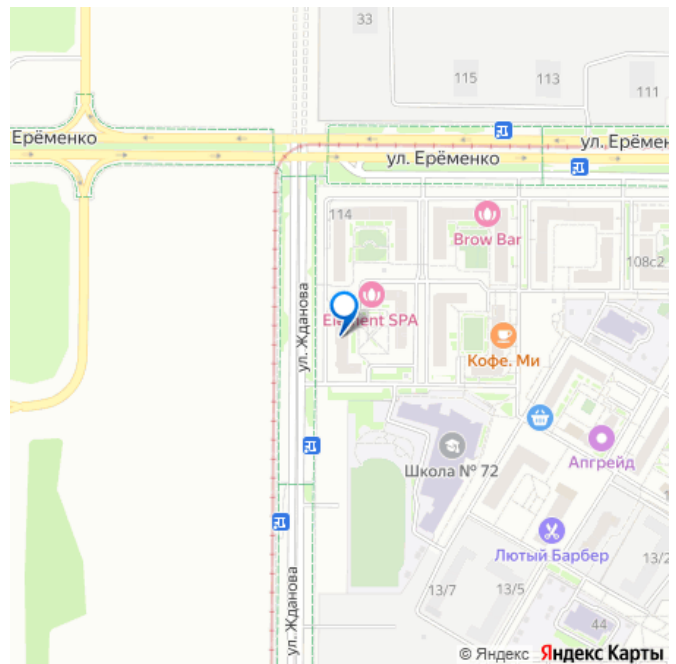 33
115
113
111
Ерёменко
ул. Ерёменко
ул. Ерёмен
114
Brow Bar
108с2
Element SPA
ул. Жданова
Кофе. Ми
Школа № 72
Апгрейд
Лютый Барбер
13/7
13/5
13/2
44
ул. Жданова
© Яндекс Яндекс Карты